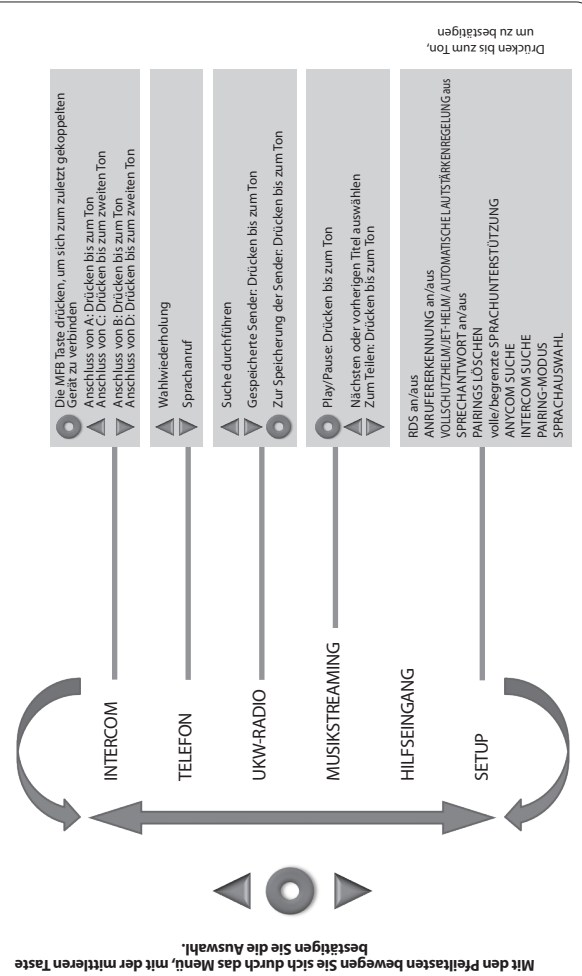 Mit den Pfeiltasten bewegen Sie sich durch das Menü, mit der mittleren Taste
bestätigen Sie die Auswahl.
INTERCOM
Die MFB Taste drücken, um sich zum zuletzt gekoppelten
Gerät zu verbinden
Anschluss von A: Drücken bis zum Ton
Anschluss von C: Drücken bis zum zweiten Ton
Anschluss von B: Drücken bis zum Ton
Anschluss von D: Drücken bis zum zweiten Ton
TELEFON
Wahlwiederholung
Sprachanruf
UKW-RADIO
Suche durchführen
Gespeicherte Sender: Drücken bis zum Ton
Zur Speicherung der Sender: Drücken bis zum Ton
MUSIKSTREAMING
Play/Pause: Drücken bis zum Ton
Nächsten oder vorherigen Titel auswählen
Zum Teilen: Drücken bis zum Ton
HILFSEINGANG
SETUP
RDS an/aus
ANRUFERERKENNUNG an/aus
VOLLSCHUTZHELM/JET-HELM/ AUTOMATISCHE LAUTSTÄRKENREGELUNG aus
SPRECHANTWORT an/aus
PAIRINGS LÖSCHEN
volle/begrenzte SPRACHUNTERSTÜTZUNG
ANYCOM SUCHE
INTERCOM SUCHE
PAIRING-MODUS
SPRACHAUSWAHL
Drücken bis zum Ton,
um zu bestätigen